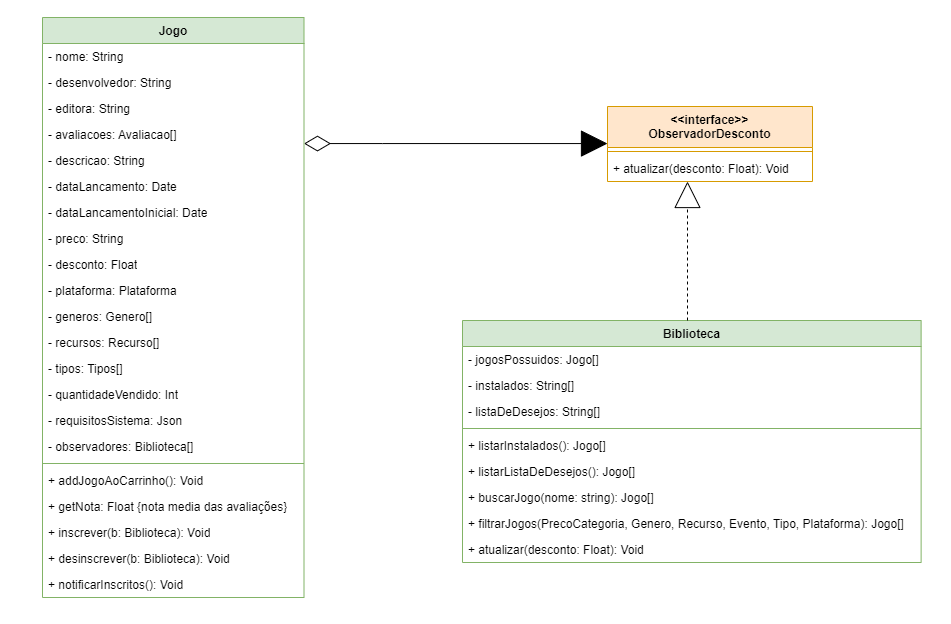 Jogo
- nome: String
- desenvolvedor: String
- editora: String
- avaliacoes: Avaliacao[]
- descricao: String
- dataLancamento: Date
- dataLancamentoInicial: Date
- preco: String
- desconto: Float
- plataforma: Plataforma
- generos: Genero[]
- recursos: Recurso[]
- tipos: Tipos[]
- quantidadeVendido: Int
- requisitosSistema: Json
- observadores: Biblioteca[]
+ addJogoAoCarrinho(): Void
+ getNota: Float {nota media das avaliações}
+ inscrever(b: Biblioteca): Void
+ desinscrever(b: Biblioteca): Void
+ notificarInscritos(): Void
<<interface>>
ObservadorDesconto
+ atualizar(desconto: Float): Void
Biblioteca
- jogosPossuidos: Jogo[]
- instalados: String[]
- listaDeDesejos: String[]
+ listarInstalados(): Jogo[]
+ listarListaDeDesejos(): Jogo[]
+ buscarJogo(nome: string): Jogo[]
+ filtrarJogos(PrecoCategoria, Genero, Recurso, Evento, Tipo, Plataforma): Jogo[]
+ atualizar(desconto: Float): Void